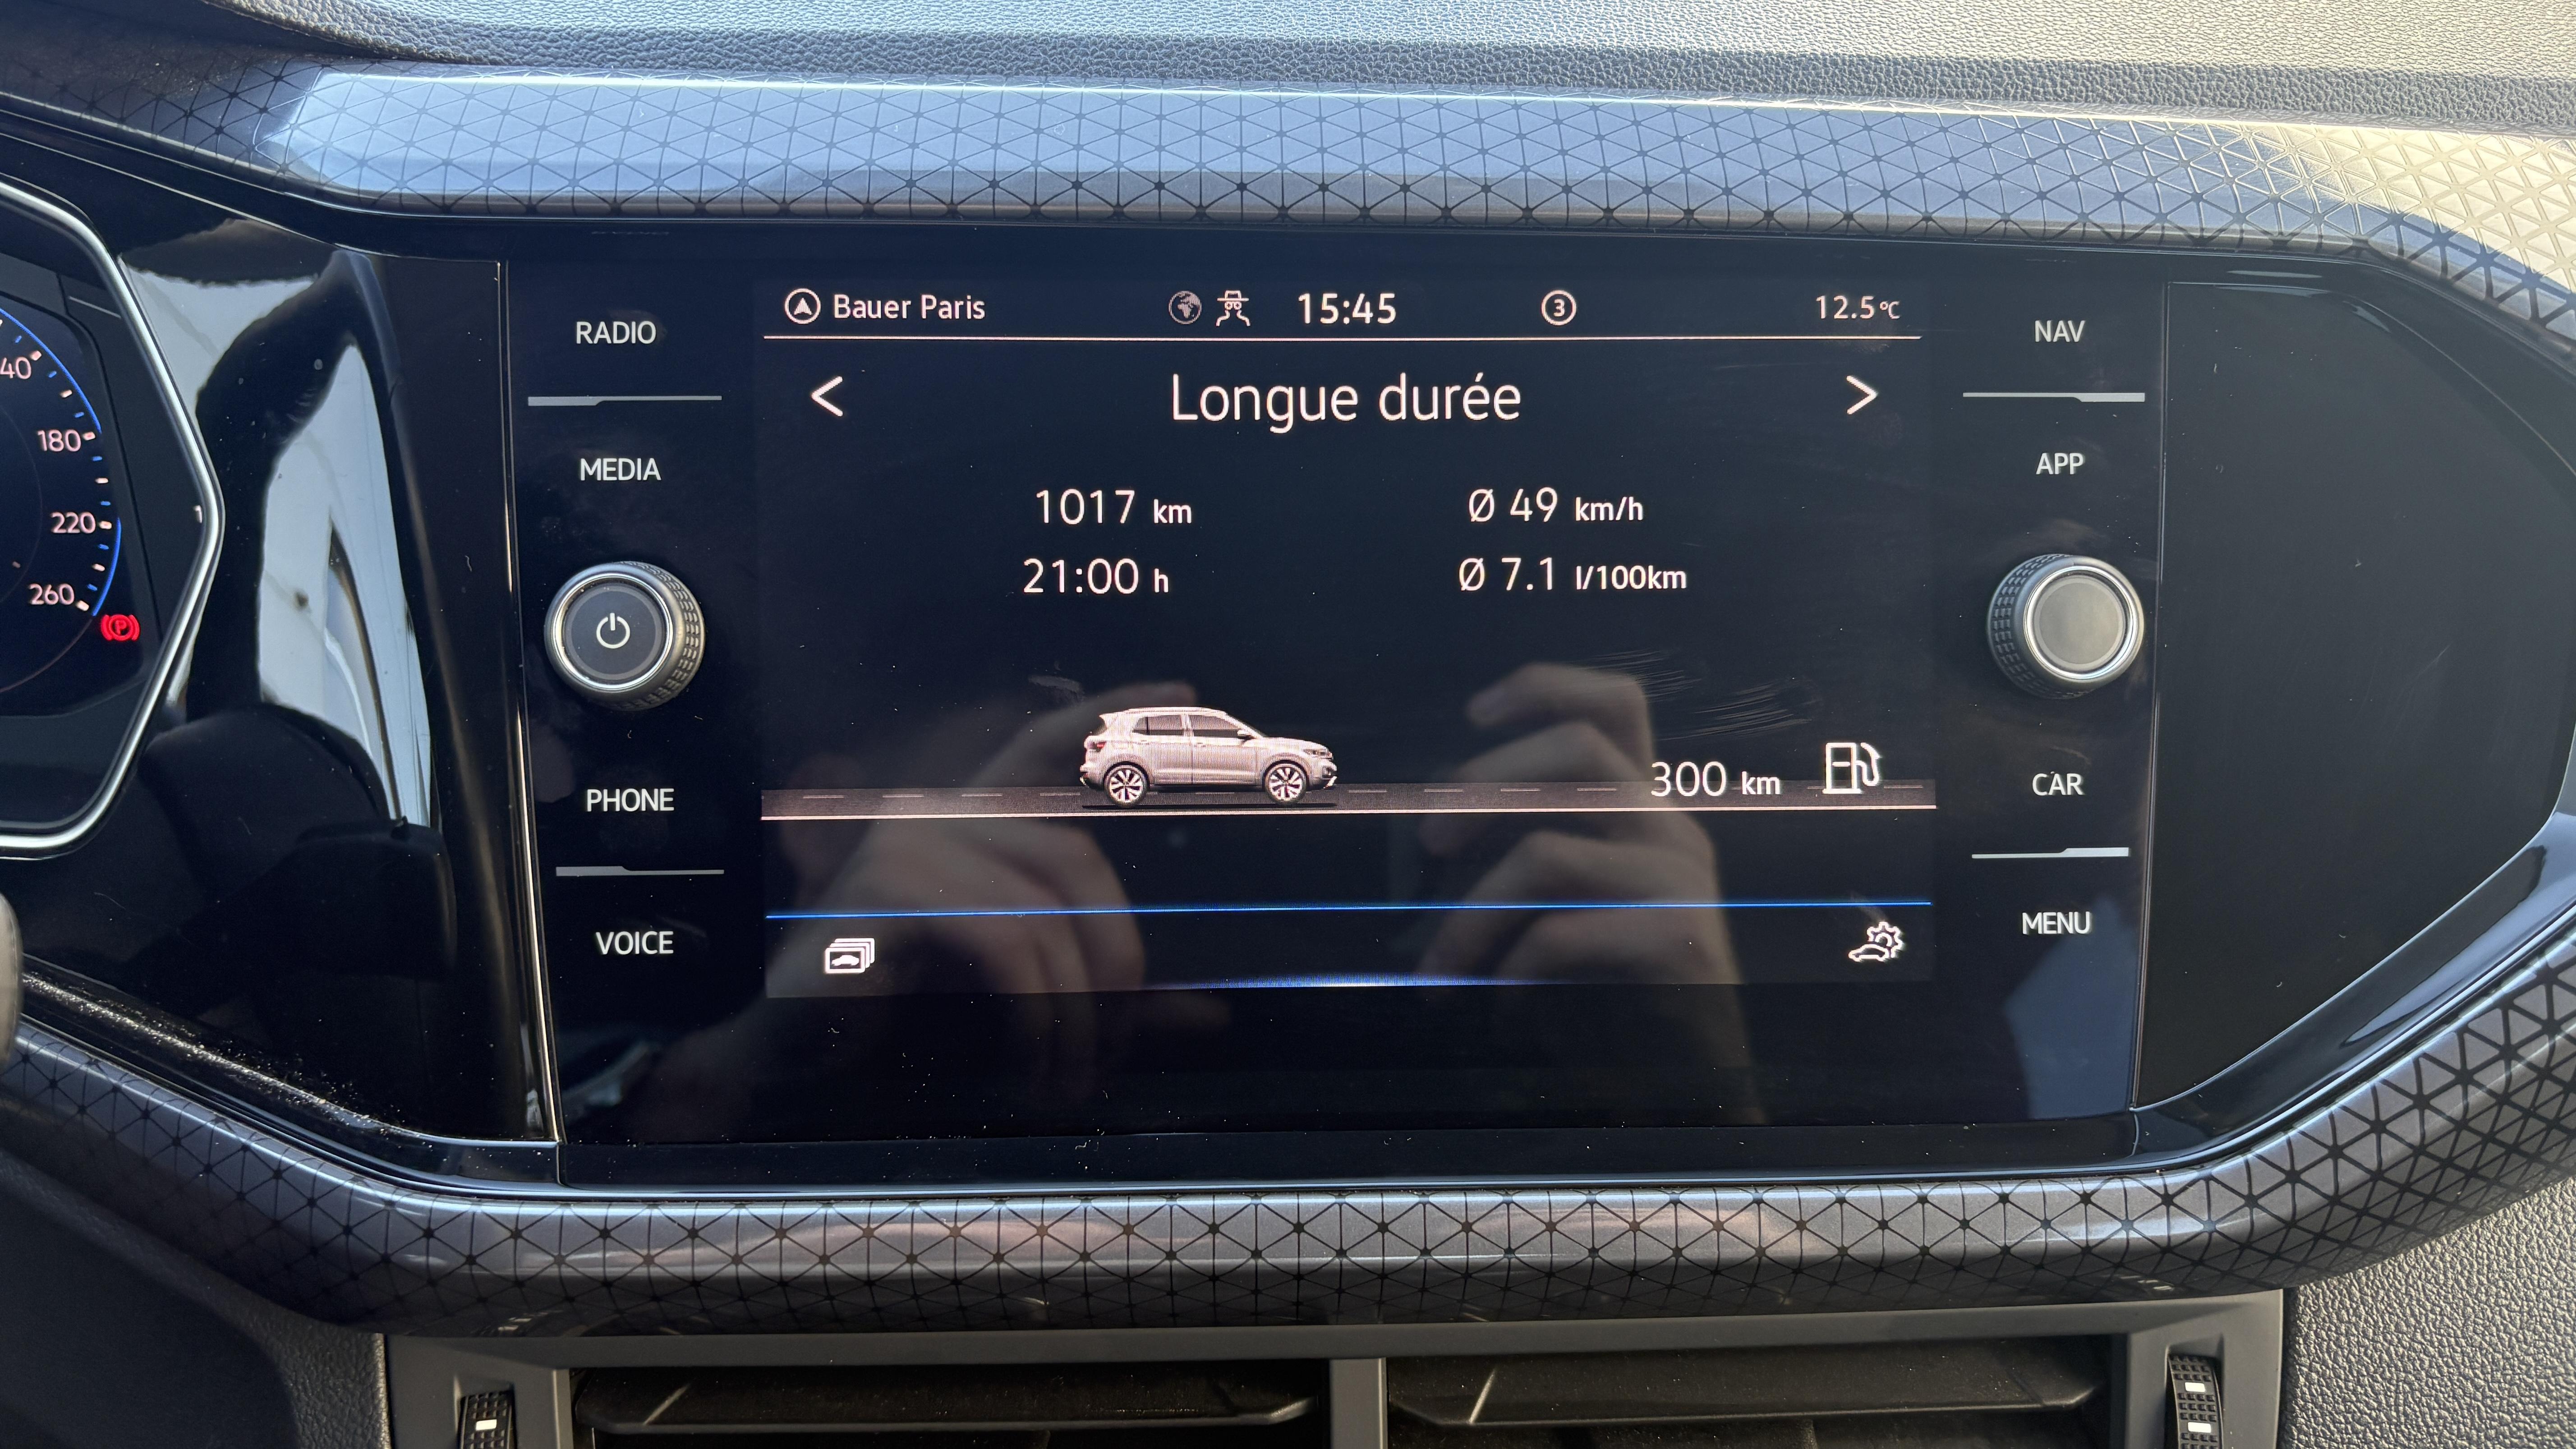 40
180
220
260
P
1
RADIO
MEDIA
PHONE
VOICE
Bauer Paris 15:45 3 12.5°C
< Longue durée >
1017 km Ø 49 km/h
21:00 h Ø 7.1 l/100km
300 km
NAV
APP
CAR
MENU